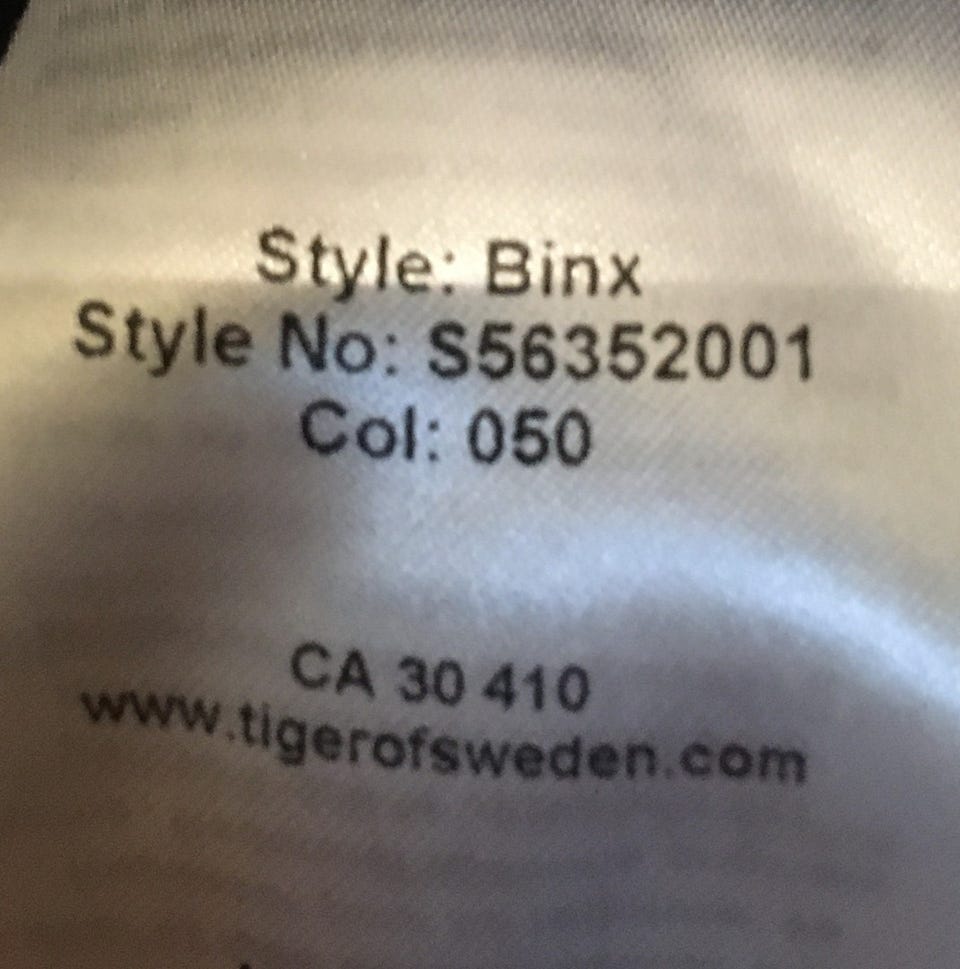 Style: Binx
Style No: S56352001
Col: 050
CA 30 410
www.tigerofsweden.com